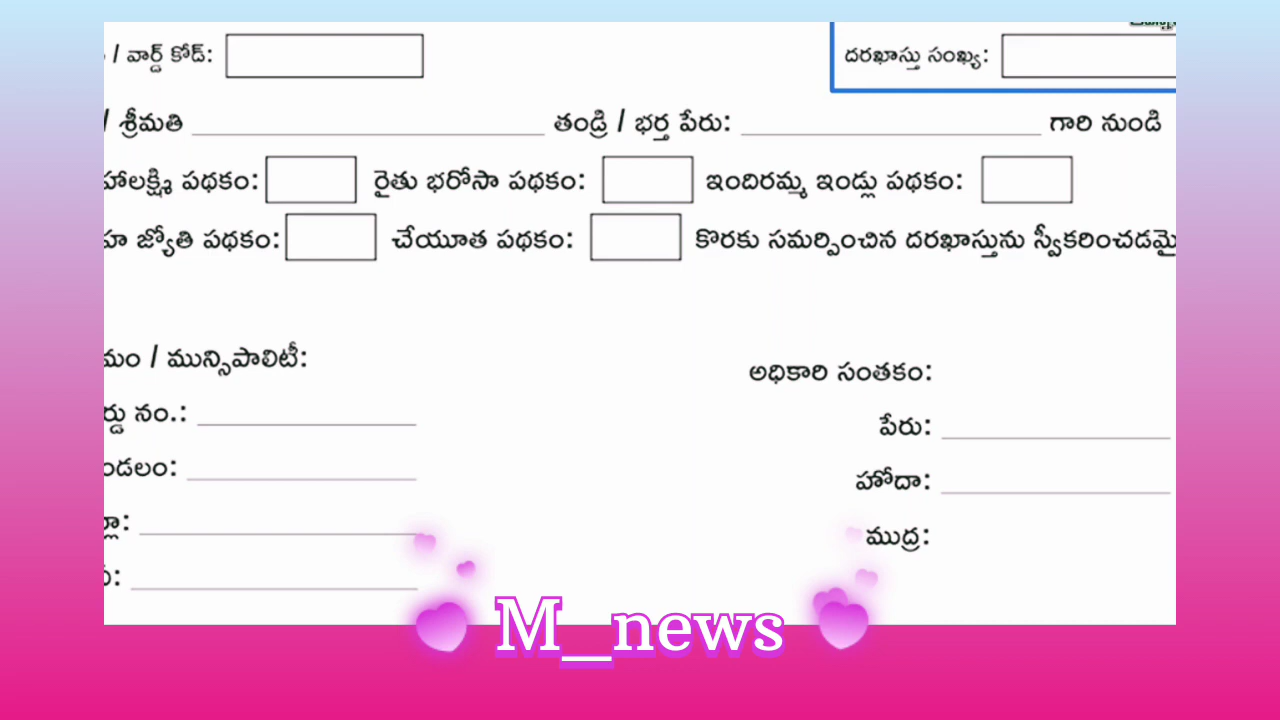 / వార్డ్ కోడ్:
దరఖాస్తు సంఖ్య:
/ శ్రీమతి తండ్రి / భర్త పేరు: గారి నుండి
హాలక్ష్మి పథకం: రైతు భరోసా పథకం: ఇందిరమ్మ ఇండ్లు పథకం:
హ జ్యోతి పథకం: చేయూత పథకం: కొరకు సమర్పించిన దరఖాస్తును స్వీకరించడమై
మం / మున్సిపాలిటీ:
ర్డు నం.:
ండలం:
ల్లా:
అధికారి సంతకం:
పేరు:
హోదా:
ముద్ర:
M_news